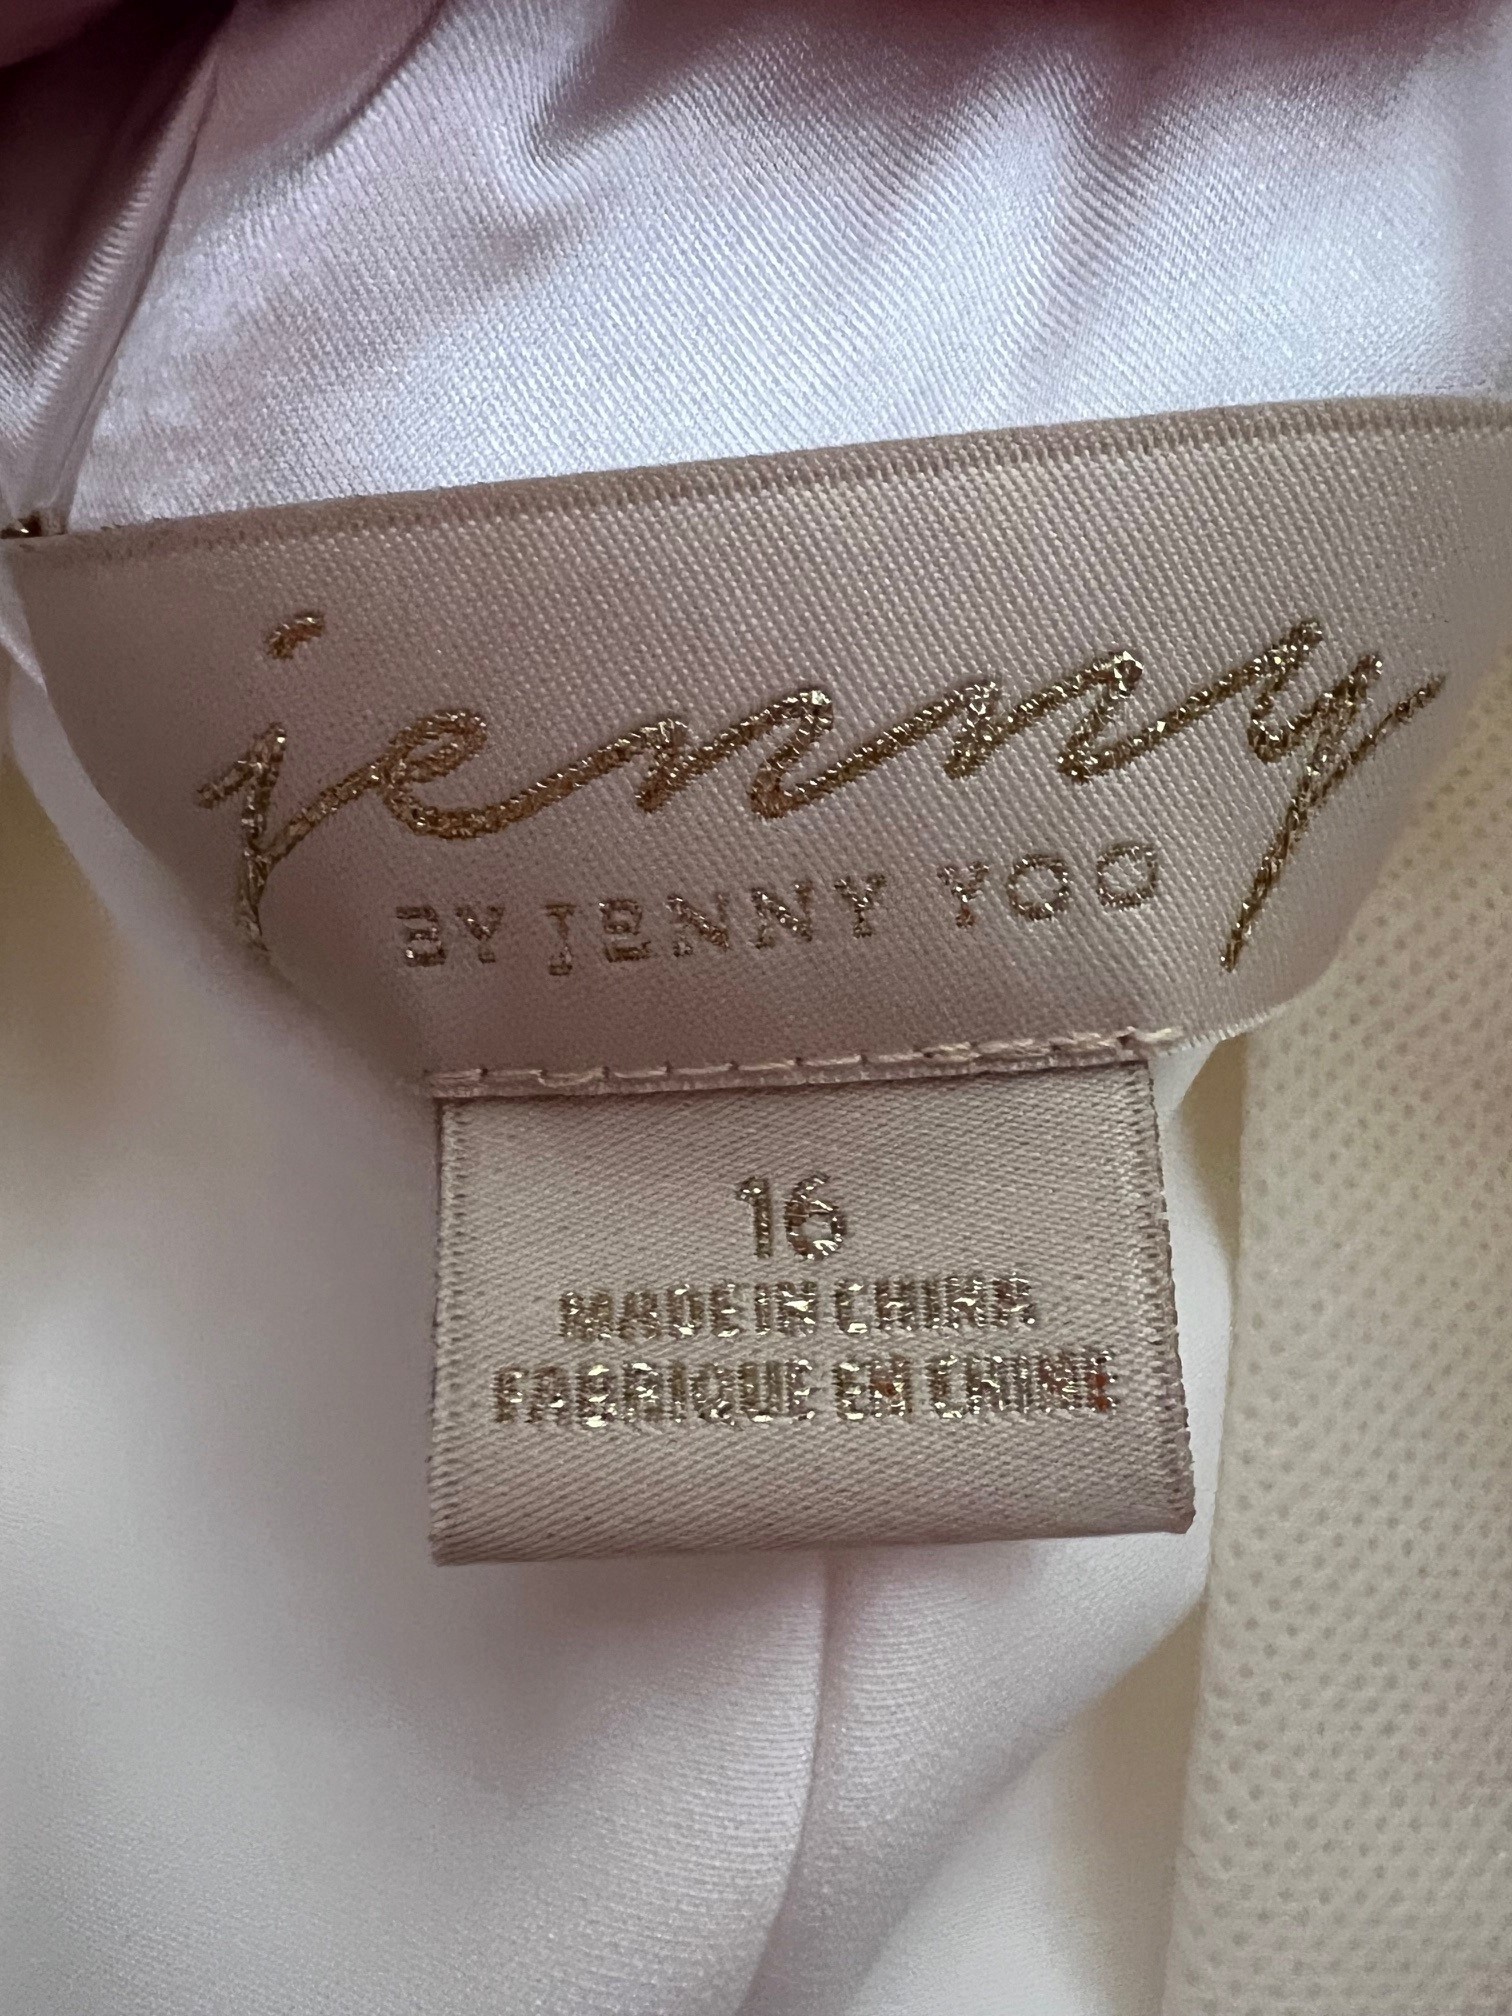 jenny
BY JENNY YOO
16
MADE IN CHINA
FABRIQUE EN CHINE